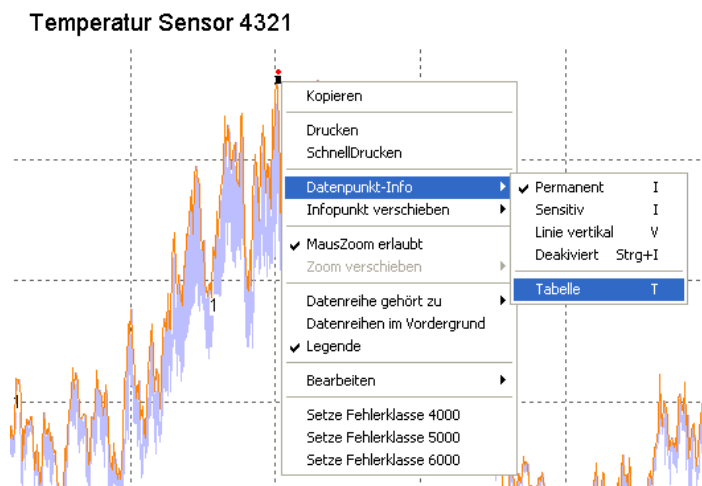 Temperatur Sensor 4321
Kopieren
Drucken
SchnellDrucken
Datenpunkt-Info
Infopunkt verschieben
MausZoom erlaubt
Zoom verschieben
Datenreihe gehört zu
Datenreihen im Vordergrund
Legende
Bearbeiten
Setze Fehlerklasse 4000
Setze Fehlerklasse 5000
Setze Fehlerklasse 6000
Permanent I
Sensitiv I
Linie vertikal V
Deakiviert Strg+I
Tabelle T
1
1